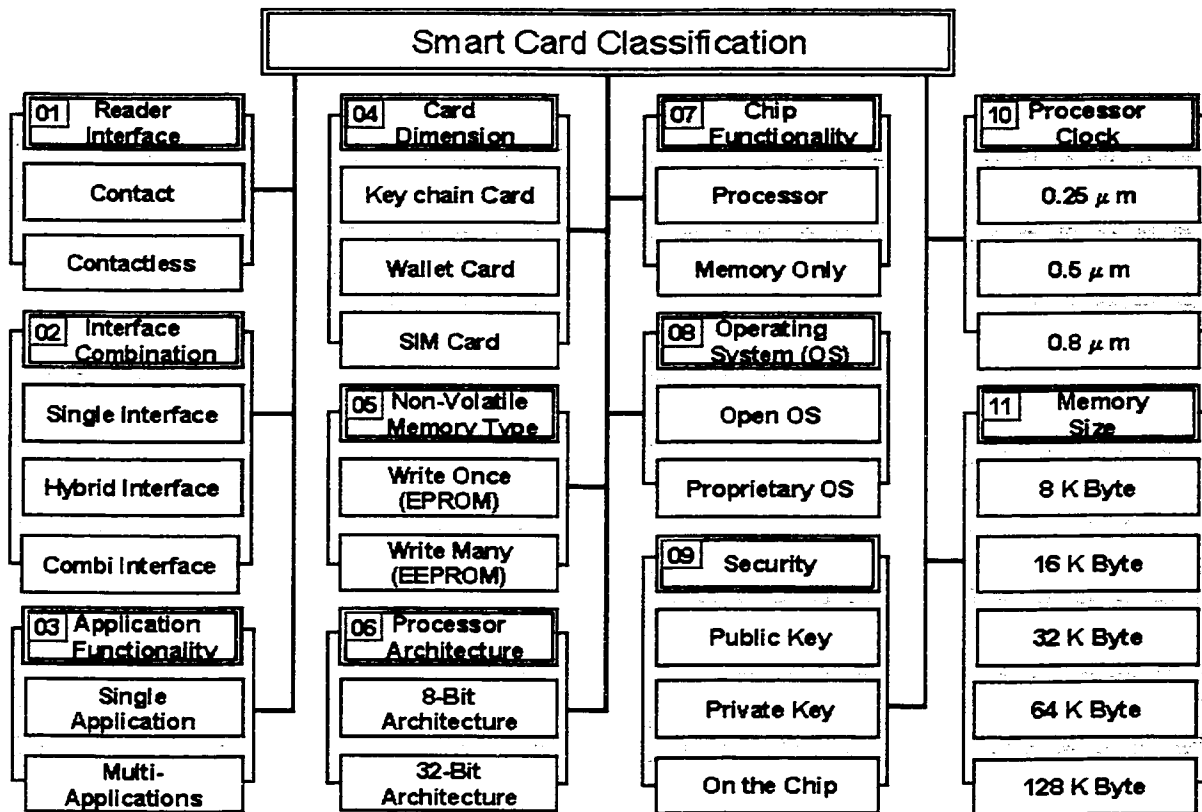 Smart Card Classification
01 Reader
Interface
Contact
Contactless
02 Interface
Combination
Single Interface
Hybrid Interface
Combi Interface
03 Application
Functionality
Single
Application
Multi-
Applications
04 Card
Dimension
Key chain Card
Wallet Card
SIM Card
05 Non-Volatile
Memory Type
Write Once
(EPROM)
Write Many
(EEPROM)
06 Processor
Architecture
8-Bit
Architecture
32-Bit
Architecture
07 Chip
Functionality
Processor
Memory Only
08 Operating
System (OS)
Open OS
Proprietary OS
09 Security
Public Key
Private Key
On the Chip
10 Processor
Clock
0.25 μ m
0.5 μ m
0.8 μ m
11 Memory
Size
8 K Byte
16 K Byte
32 K Byte
64 K Byte
128 K Byte